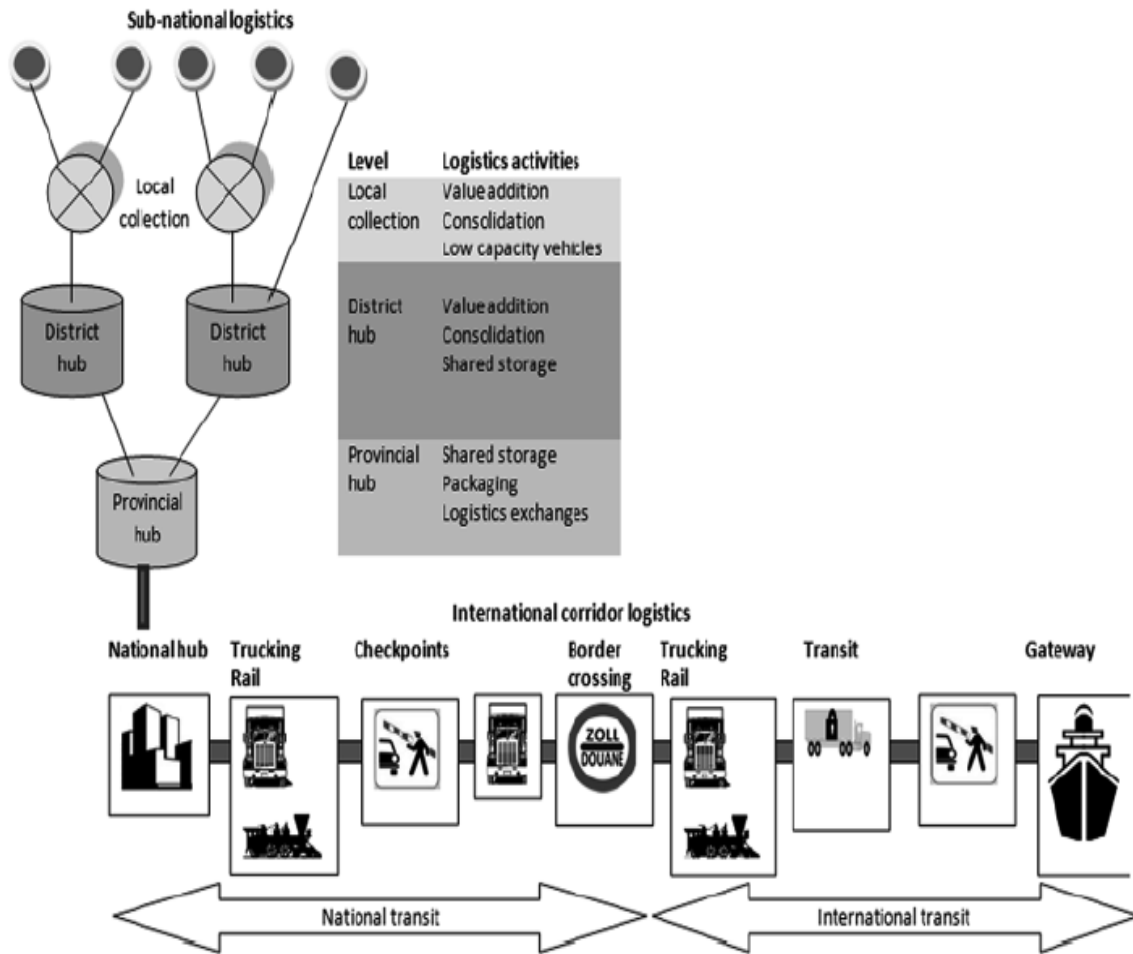 Sub-national logistics
Local
collection
District
hub
District
hub
Provincial
hub
Level Logistics activities
Local Value addition
collection Consolidation
Low capacity vehicles
District Value addition
hub Consolidation
Shared storage
Provincial Shared storage
hub Packaging
Logistics exchanges
International corridor logistics
National hub
Trucking
Rail
Checkpoints
Border
crossing
Trucking
Rail
Transit
Gateway
ZOLL
DOUANE
National transit
International transit